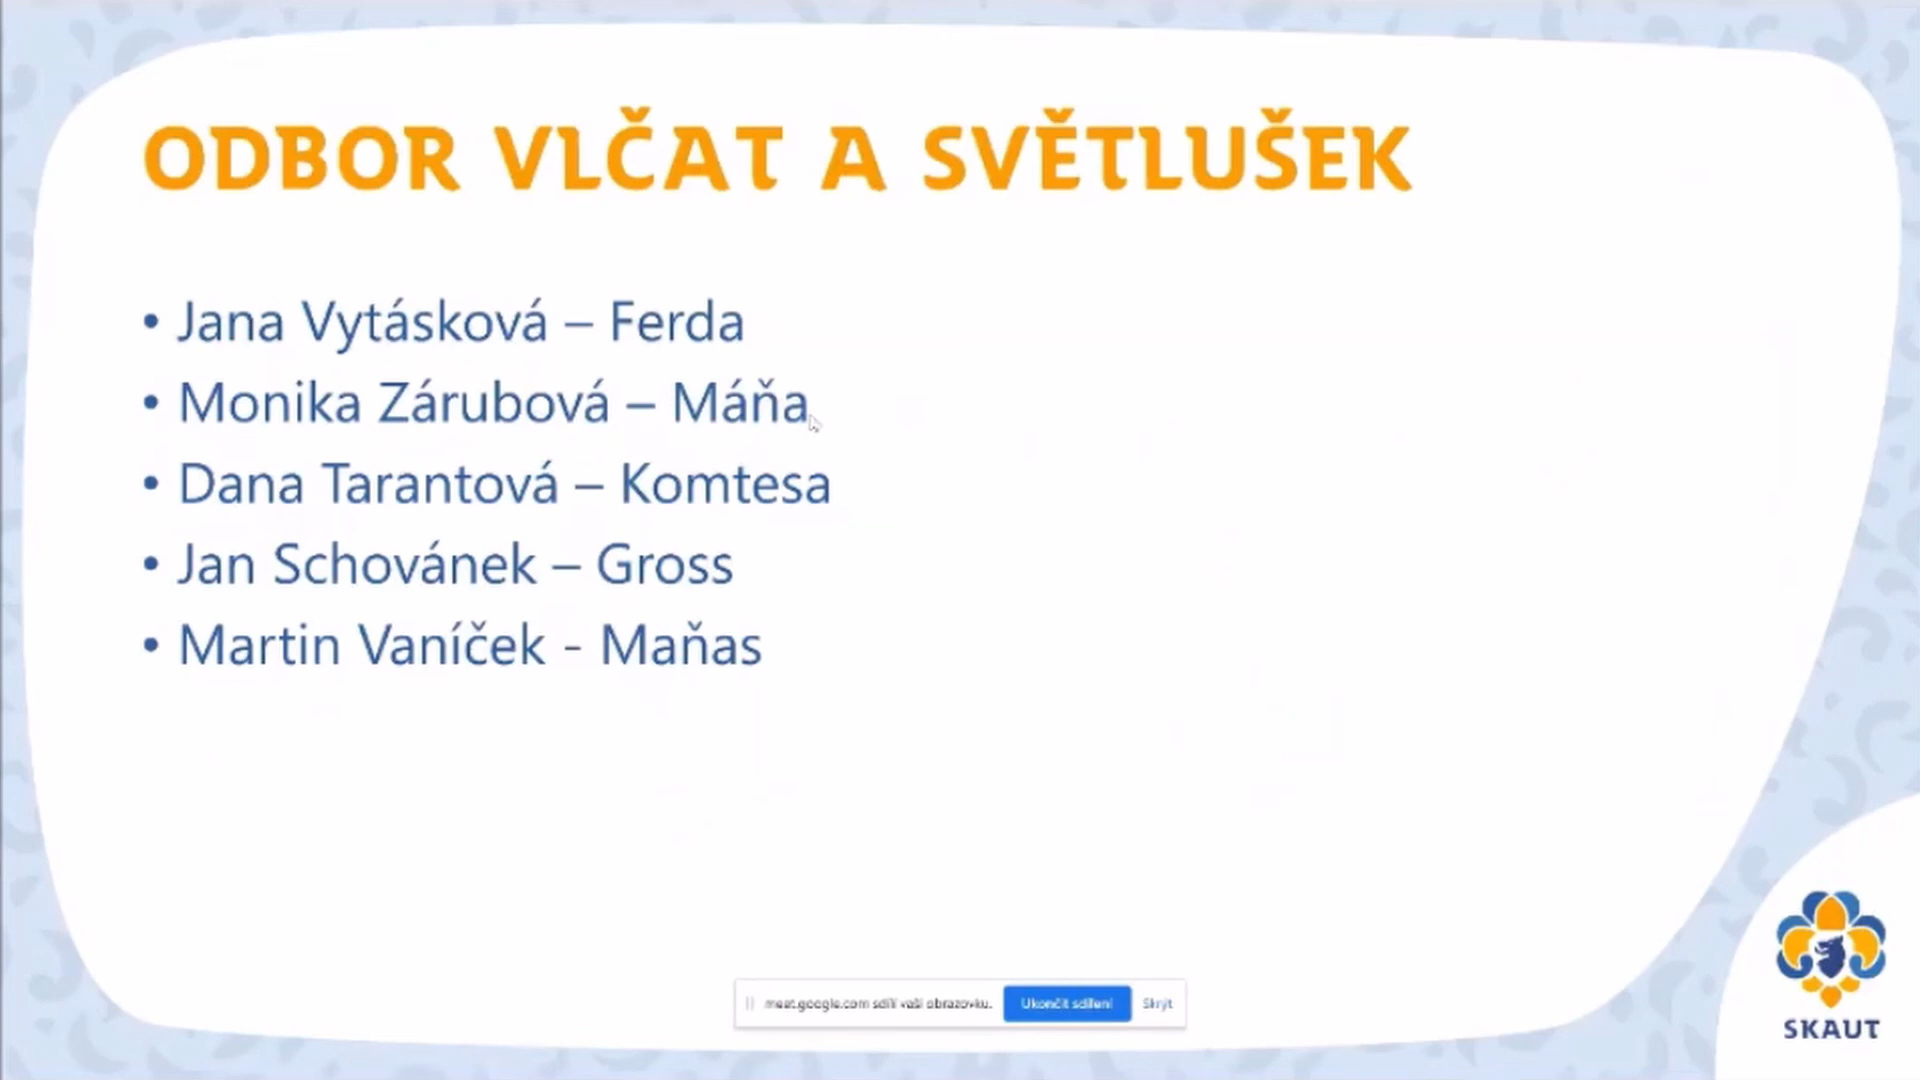 ODBOR VLČAT A SVĚTLUŠEK
• Jana Vytásková – Ferda
• Monika Zárubová – Máňa
• Dana Tarantová – Komtesa
• Jan Schovánek – Gross
• Martin Vaníček - Maňas
meet.google.com sdílí vaši obrazovku. Ukončit sdílení Skrýt
SKAUT